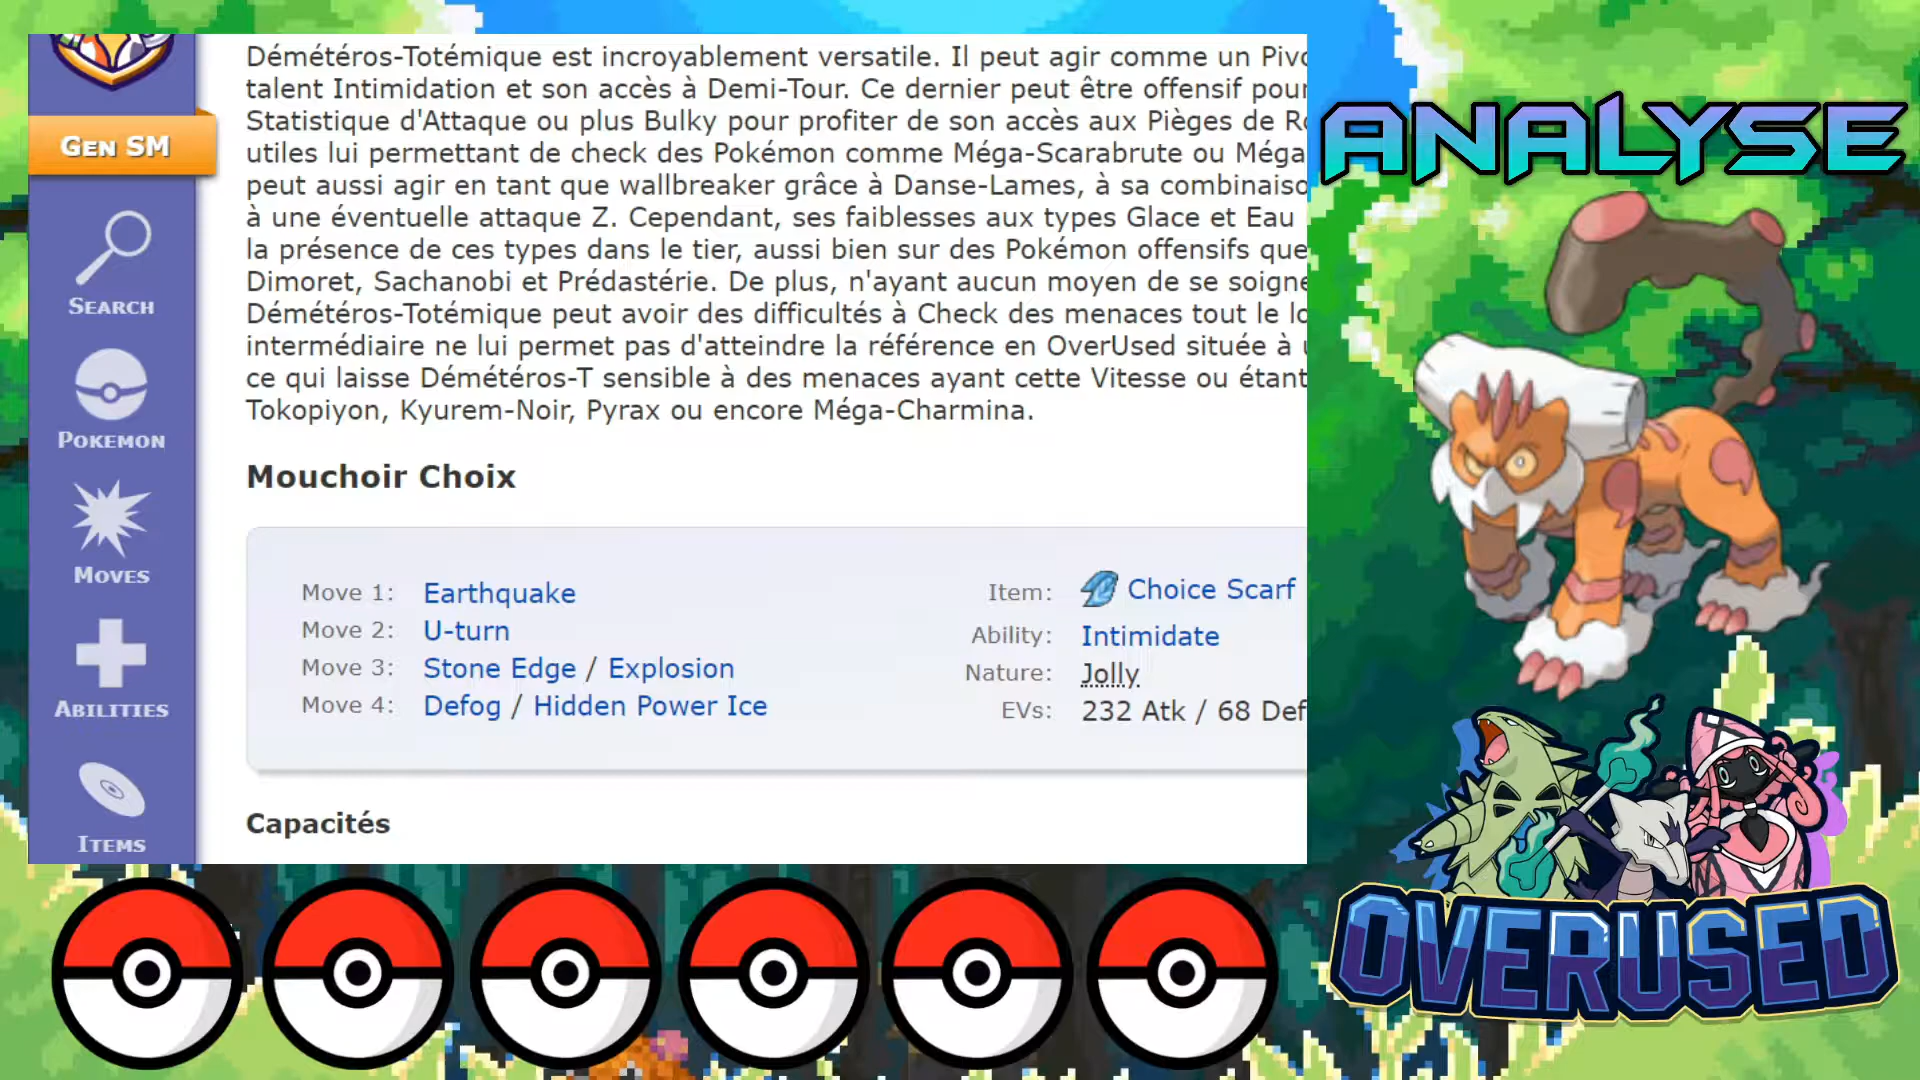 Démétéros-Totémique est incroyablement versatile. Il peut agir comme un Pivo
talent Intimidation et son accès à Demi-Tour. Ce dernier peut être offensif pour
Statistique d'Attaque ou plus Bulky pour profiter de son accès aux Pièges de Ro
utiles lui permettant de check des Pokémon comme Méga-Scarabrute ou Méga
peut aussi agir en tant que wallbreaker grâce à Danse-Lames, à sa combinaiso
à une éventuelle attaque Z. Cependant, ses faiblesses aux types Glace et Eau
la présence de ces types dans le tier, aussi bien sur des Pokémon offensifs que
Dimoret, Sachanobi et Prédastérie. De plus, n'ayant aucun moyen de se soigne
Démétéros-Totémique peut avoir des difficultés à Check des menaces tout le lo
intermédiaire ne lui permet pas d'atteindre la référence en OverUsed située à u
ce qui laisse Démétéros-T sensible à des menaces ayant cette Vitesse ou étant
Tokopiyon, Kyurem-Noir, Pyrax ou encore Méga-Charmina.
Mouchoir Choix
Move 1: Earthquake
Move 2: U-turn
Move 3: Stone Edge / Explosion
Move 4: Defog / Hidden Power Ice
Item: Choice Scarf
Ability: Intimidate
Nature: Jolly
EVs: 232 Atk / 68 Def
Capacités
GEN SM
SEARCH
POKEMON
MOVES
ABILITIES
ITEMS
ANALYSE
OVERUSED